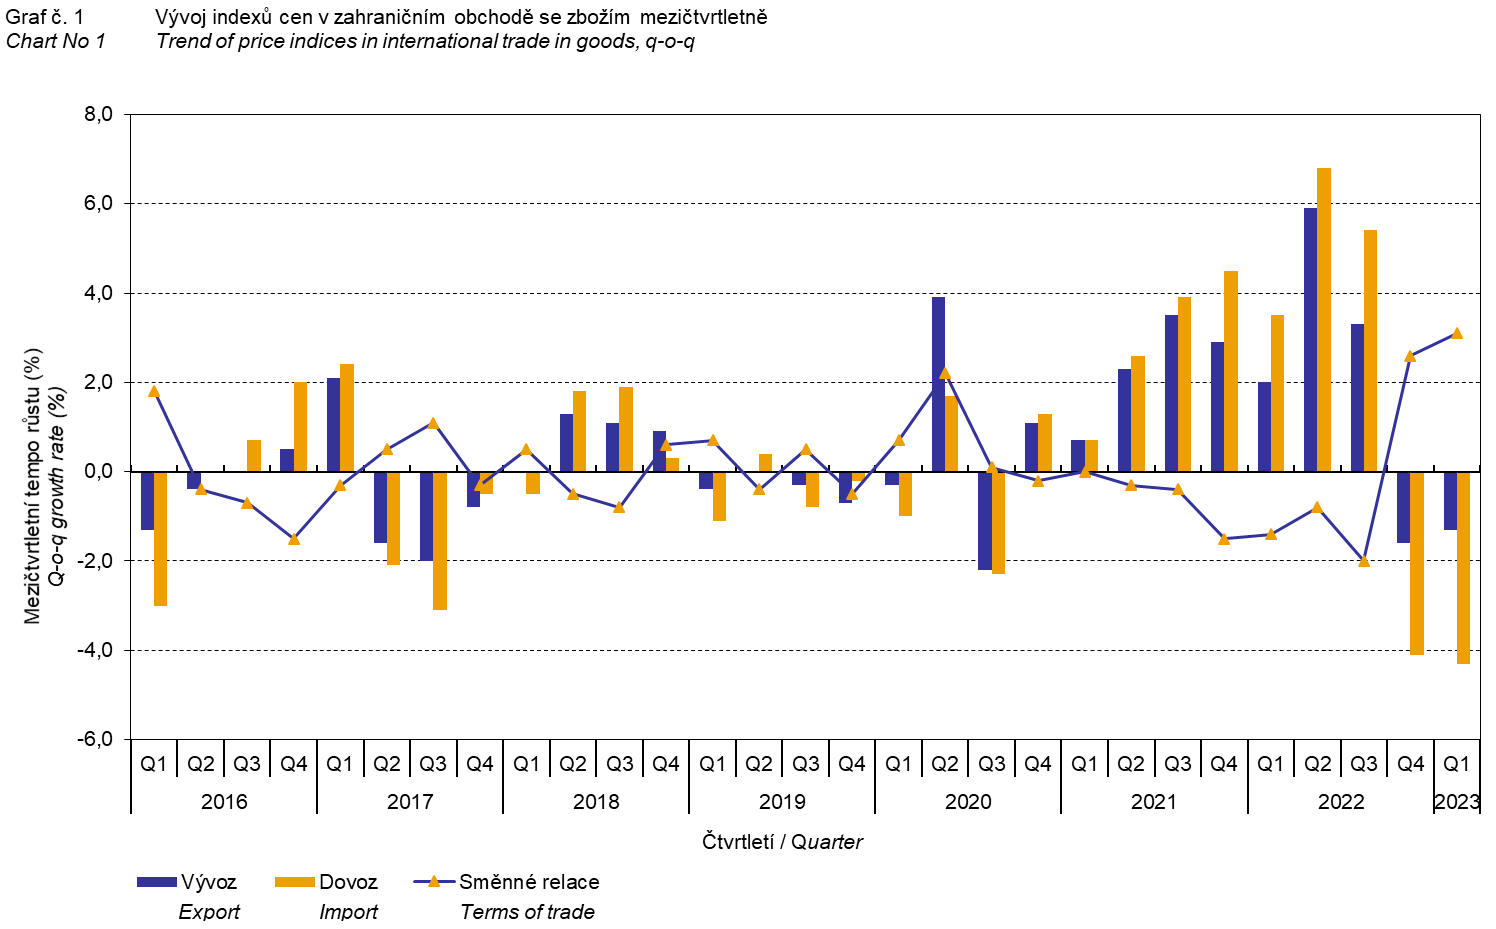 Graf č. 1 Vývoj indexů cen v zahraničním obchodě se zbožím mezičtvrtletně
Chart No 1 Trend of price indices in international trade in goods, q-o-q
Mezičtvrtletní tempo růstu (%)
Q-o-q growth rate (%)
8,0
6,0
4,0
2,0
0,0
-2,0
-4,0
-6,0
Q1 Q2 Q3 Q4 Q1 Q2 Q3 Q4 Q1 Q2 Q3 Q4 Q1 Q2 Q3 Q4 Q1 Q2 Q3 Q4 Q1 Q2 Q3 Q4 Q1 Q2 Q3 Q4 Q1
2016 2017 2018 2019 2020 2021 2022 2023
Čtvrtletí / Quarter
Vývoz Dovoz Směnné relace
Export Import Terms of trade